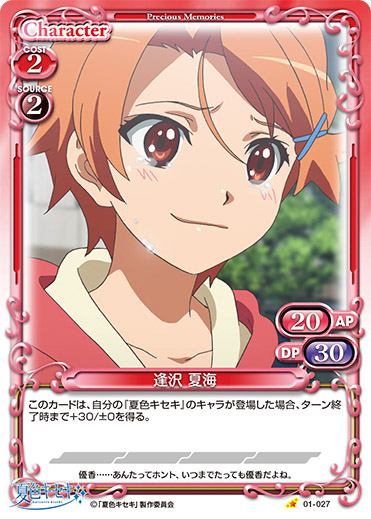 Precious Memories
Character
COST
2
SOURCE
2
20 AP
DP 30
逢沢 夏海
このカードは、自分の『夏色キセキ』のキャラが登場した場合、ターン終
了時まで+30/±0を得る。
優香……あんたってホント、いつまでたっても優香だよね。
夏色キセキ
©『夏色キセキ』製作委員会
01-027